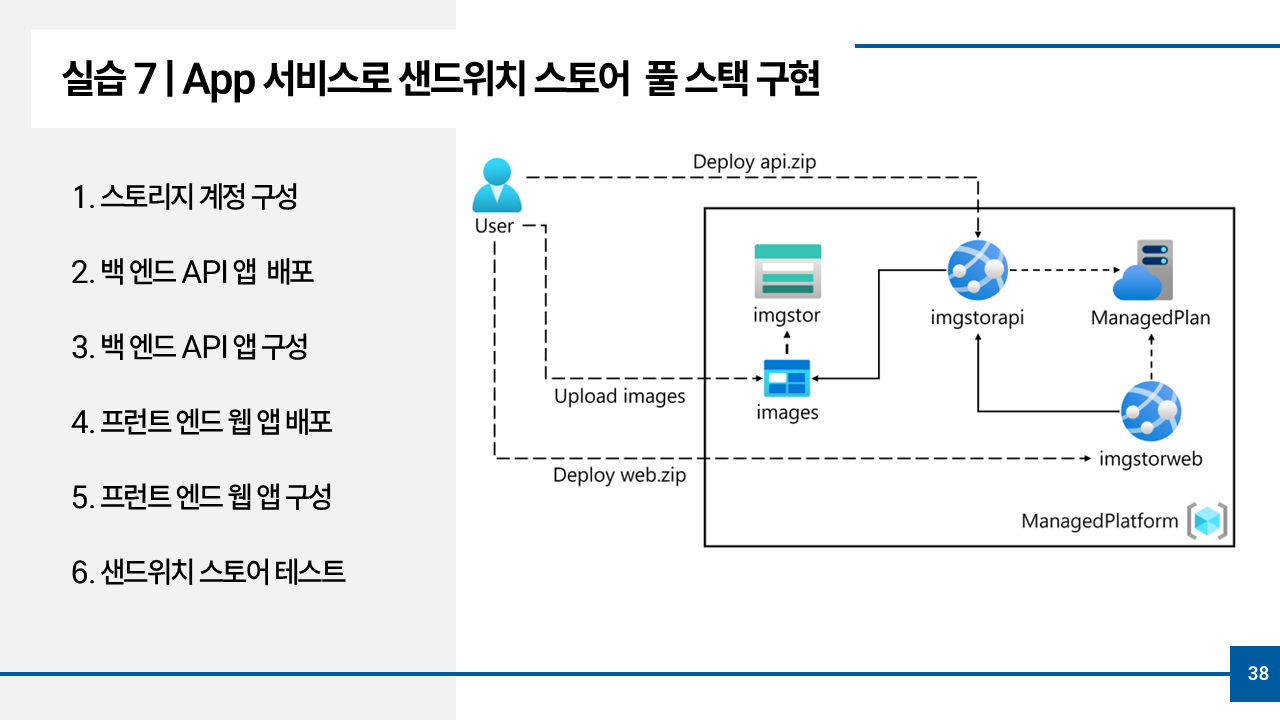 실습 7 | App 서비스로 샌드위치 스토어 풀 스택 구현
1. 스토리지 계정 구성
2. 백 엔드 API 앱 배포
3. 백 엔드 API 앱 구성
4. 프런트 엔드 웹 앱 배포
5. 프런트 엔드 웹 앱 구성
6. 샌드위치 스토어 테스트
Deploy api.zip
User
imgstor
imgstorapi
ManagedPlan
Upload images
images
imgstorweb
Deploy web.zip
ManagedPlatform
38